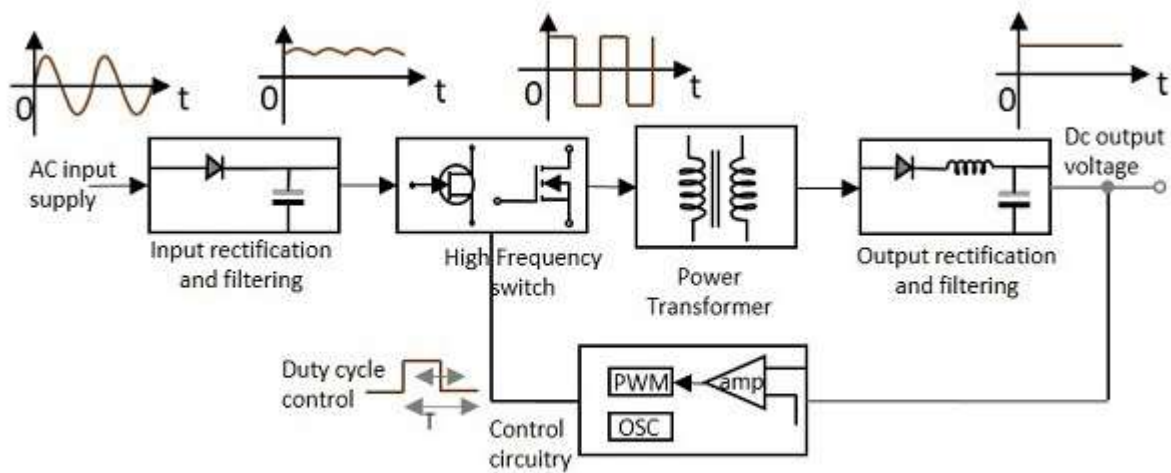 0
t
0
t
0
t
0
t
AC input
supply
Input rectification
and filtering
High Frequency
switch
Power
Transformer
Output rectification
and filtering
Dc output
voltage
Duty cycle
control
T
Control
circuitry
PWM
amp
OSC